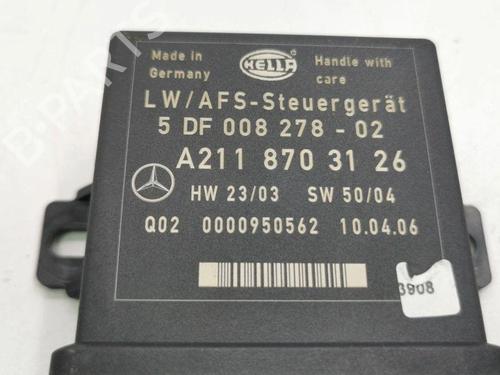 Made in Germany
HELLA
Handle with care
LW/AFS-Steuergerät
5 DF 008 278 - 02
A211 870 31 26
HW 23/03 SW 50/04
Q02 0000950562 10.04.06
3908
B-PARTS